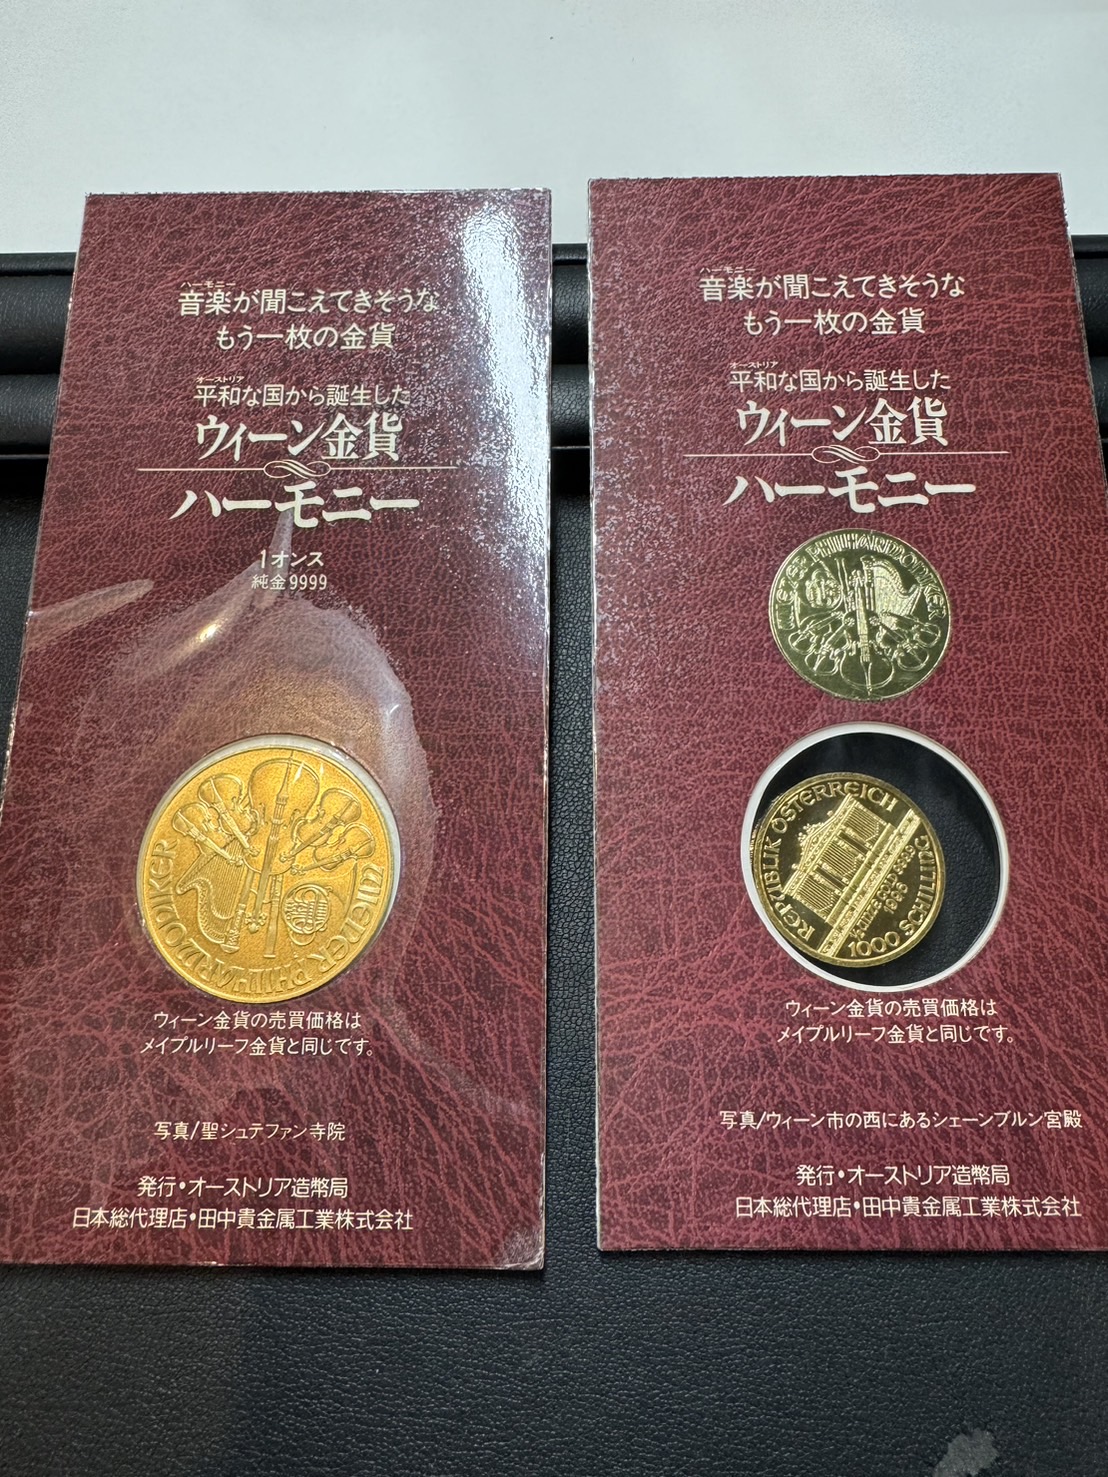 ハーモニー
音楽が聞こえてきそうな
もう一枚の金貨
オーストリア
平和な国から誕生した
ウィーン金貨
ハーモニー
1オンス
純金9999
WIENER PHILHARMONIKER
ウィーン金貨の売買価格は
メイプルリーフ金貨と同じです。
写真/聖シュテファン寺院
発行・オーストリア造幣局
日本総代理店・田中貴金属工業株式会社
ハーモニー
音楽が聞こえてきそうな
もう一枚の金貨
オーストリア
平和な国から誕生した
ウィーン金貨
ハーモニー
WIENER PHILHARMONIKER
REPUBLIK ÖSTERREICH
1995
1000 SCHILLING
ウィーン金貨の売買価格は
メイプルリーフ金貨と同じです。
写真/ウィーン市の西にあるシェーンブルン宮殿
発行・オーストリア造幣局
日本総代理店・田中貴金属工業株式会社